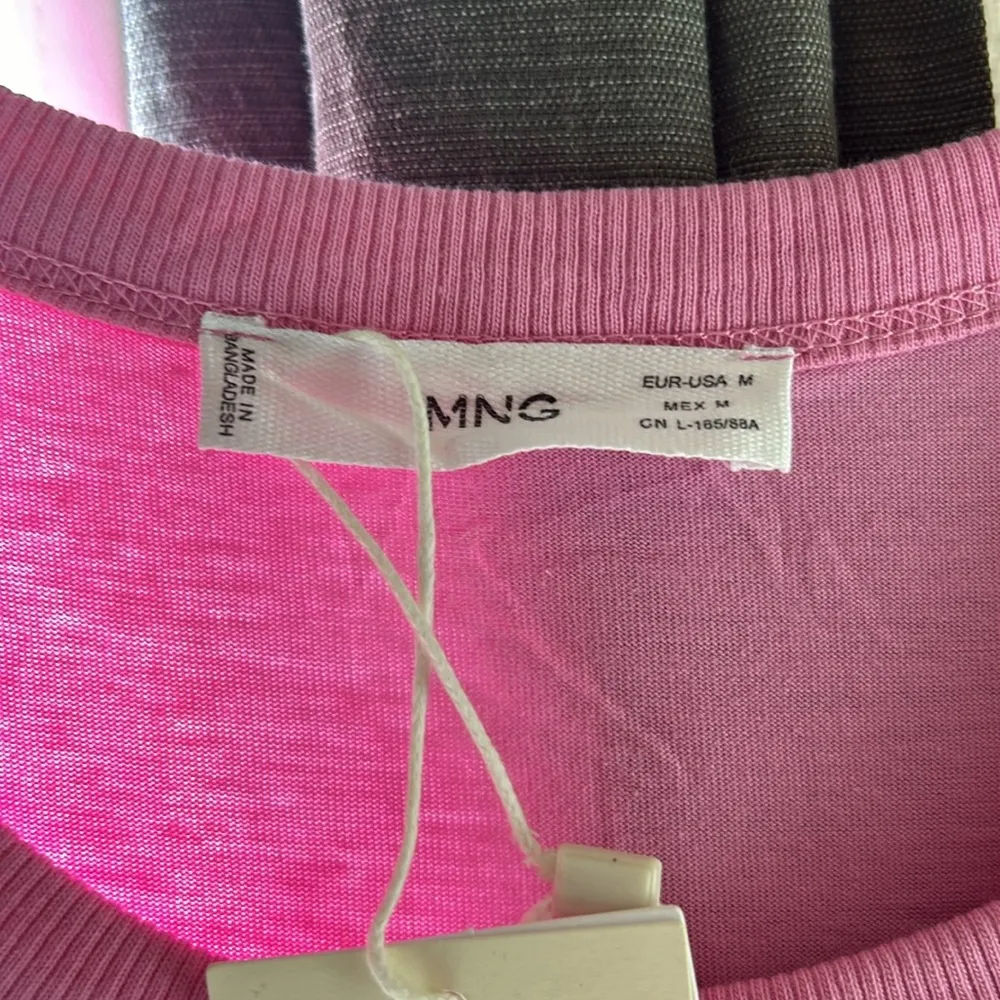 MADE IN
BANGLADESH
MNG
EUR-USA M
MEX M
CN L-165/88A